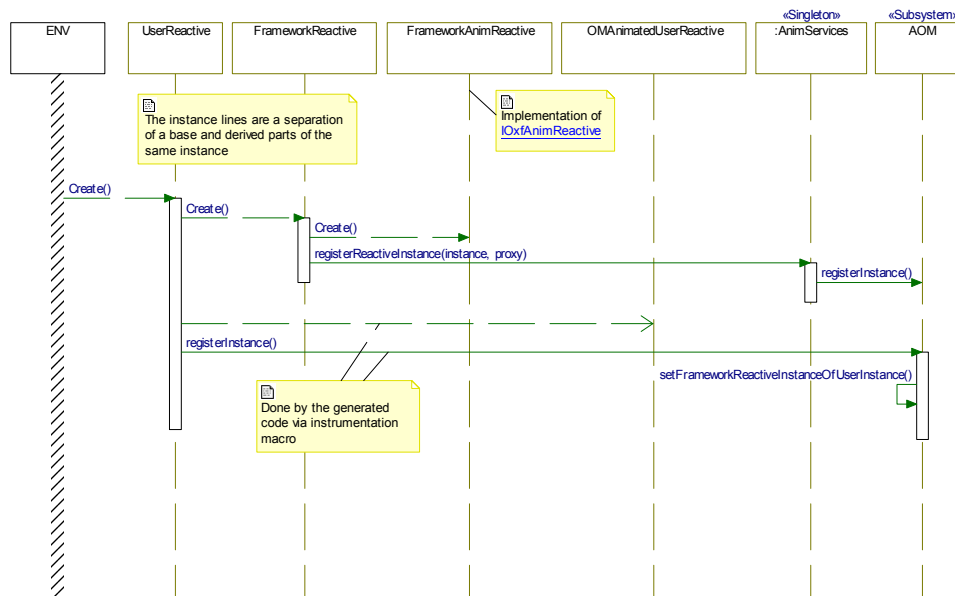 «Singleton»
«Subsystem»
ENV
UserReactive
FrameworkReactive
FrameworkAnimReactive
OMAnimatedUserReactive
:AnimServices
AOM
The instance lines are a separation
of a base and derived parts of the
same instance
Implementation of
IOxfAnimReactive
Create()
Create()
Create()
registerReactiveInstance(instance, proxy)
registerInstance()
registerInstance()
setFrameworkReactiveInstanceOfUserInstance()
Done by the generated
code via instrumentation
macro